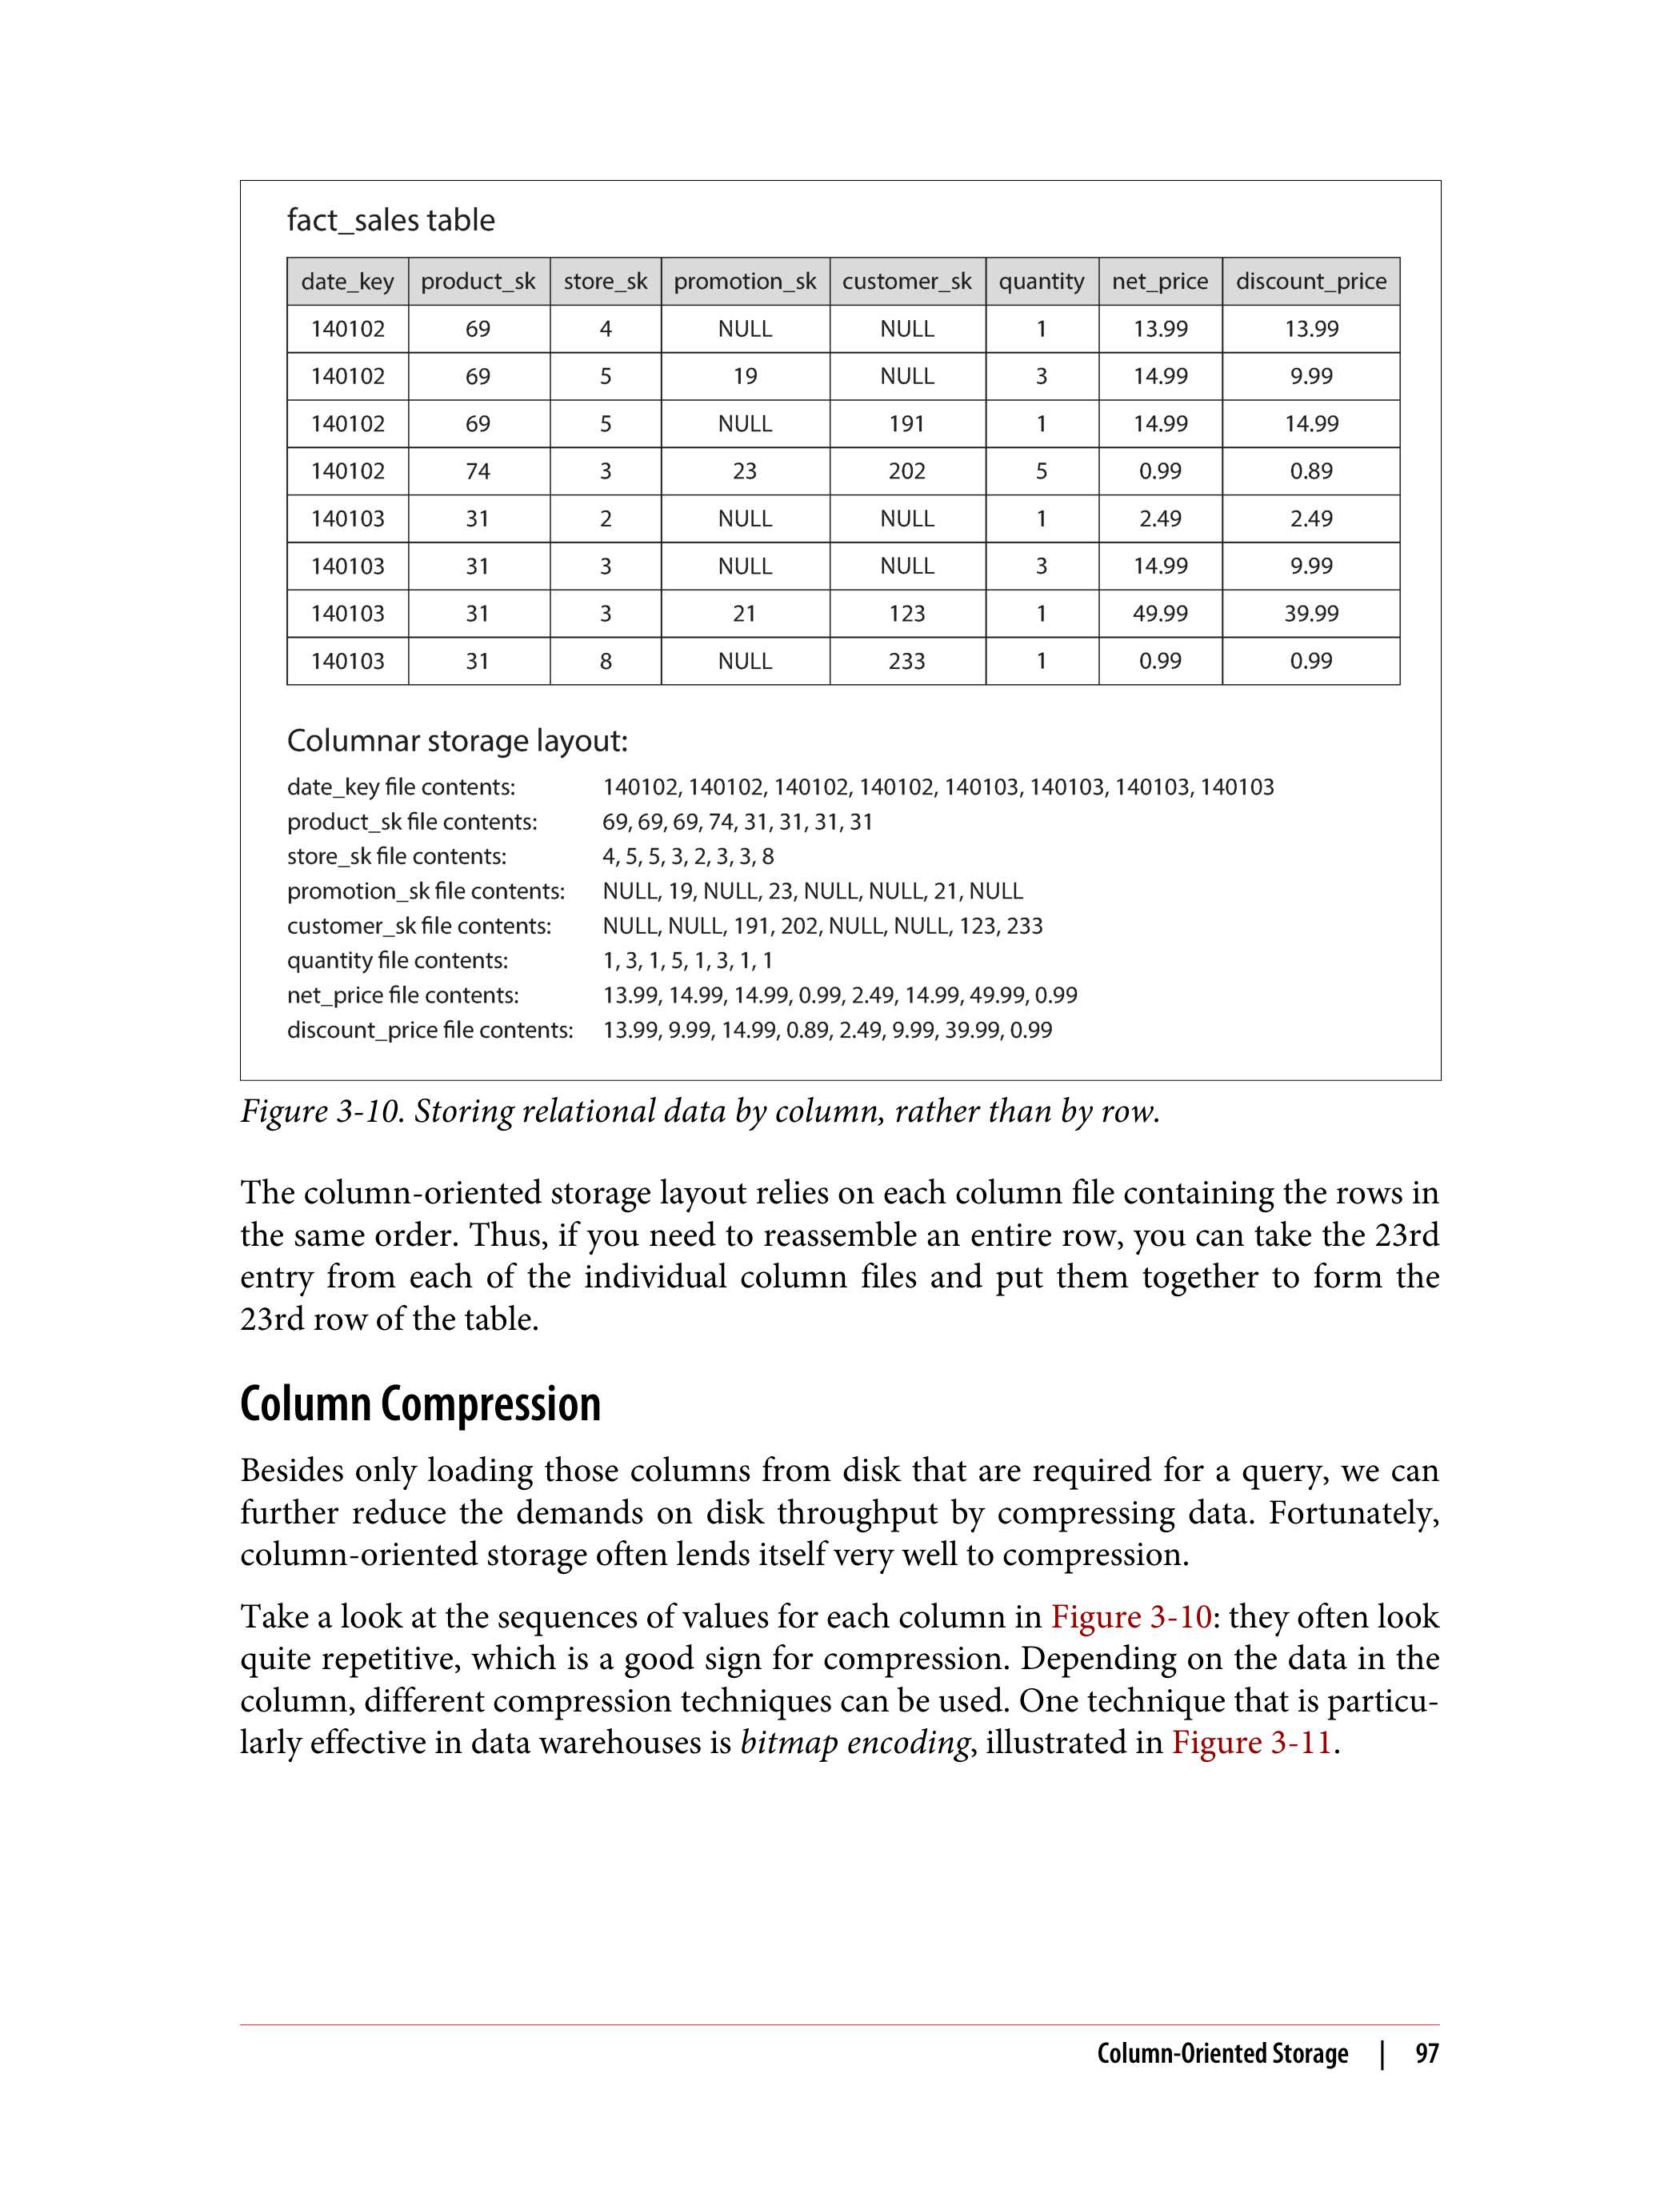 fact_sales table
date_key product_sk store_sk promotion_sk customer_sk quantity net_price discount_price
140102 69 4 NULL NULL 1 13.99 13.99
140102 69 5 19 NULL 3 14.99 9.99
140102 69 5 NULL 191 1 14.99 14.99
140102 74 3 23 202 5 0.99 0.89
140103 31 2 NULL NULL 1 2.49 2.49
140103 31 3 NULL NULL 3 14.99 9.99
140103 31 3 21 123 1 49.99 39.99
140103 31 8 NULL 233 1 0.99 0.99
Columnar storage layout:
date_key file contents: 140102, 140102, 140102, 140102, 140103, 140103, 140103, 140103
product_sk file contents: 69, 69, 69, 74, 31, 31, 31, 31
store_sk file contents: 4, 5, 5, 3, 2, 3, 3, 8
promotion_sk file contents: NULL, 19, NULL, 23, NULL, NULL, 21, NULL
customer_sk file contents: NULL, NULL, 191, 202, NULL, NULL, 123, 233
quantity file contents: 1, 3, 1, 5, 1, 3, 1, 1
net_price file contents: 13.99, 14.99, 14.99, 0.99, 2.49, 14.99, 49.99, 0.99
discount_price file contents: 13.99, 9.99, 14.99, 0.89, 2.49, 9.99, 39.99, 0.99
Figure 3-10. Storing relational data by column, rather than by row.
The column-oriented storage layout relies on each column file containing the rows in
the same order. Thus, if you need to reassemble an entire row, you can take the 23rd
entry from each of the individual column files and put them together to form the
23rd row of the table.
Column Compression
Besides only loading those columns from disk that are required for a query, we can
further reduce the demands on disk throughput by compressing data. Fortunately,
column-oriented storage often lends itself very well to compression.
Take a look at the sequences of values for each column in Figure 3-10: they often look
quite repetitive, which is a good sign for compression. Depending on the data in the
column, different compression techniques can be used. One technique that is particu-
larly effective in data warehouses is bitmap encoding, illustrated in Figure 3-11.
Column-Oriented Storage | 97